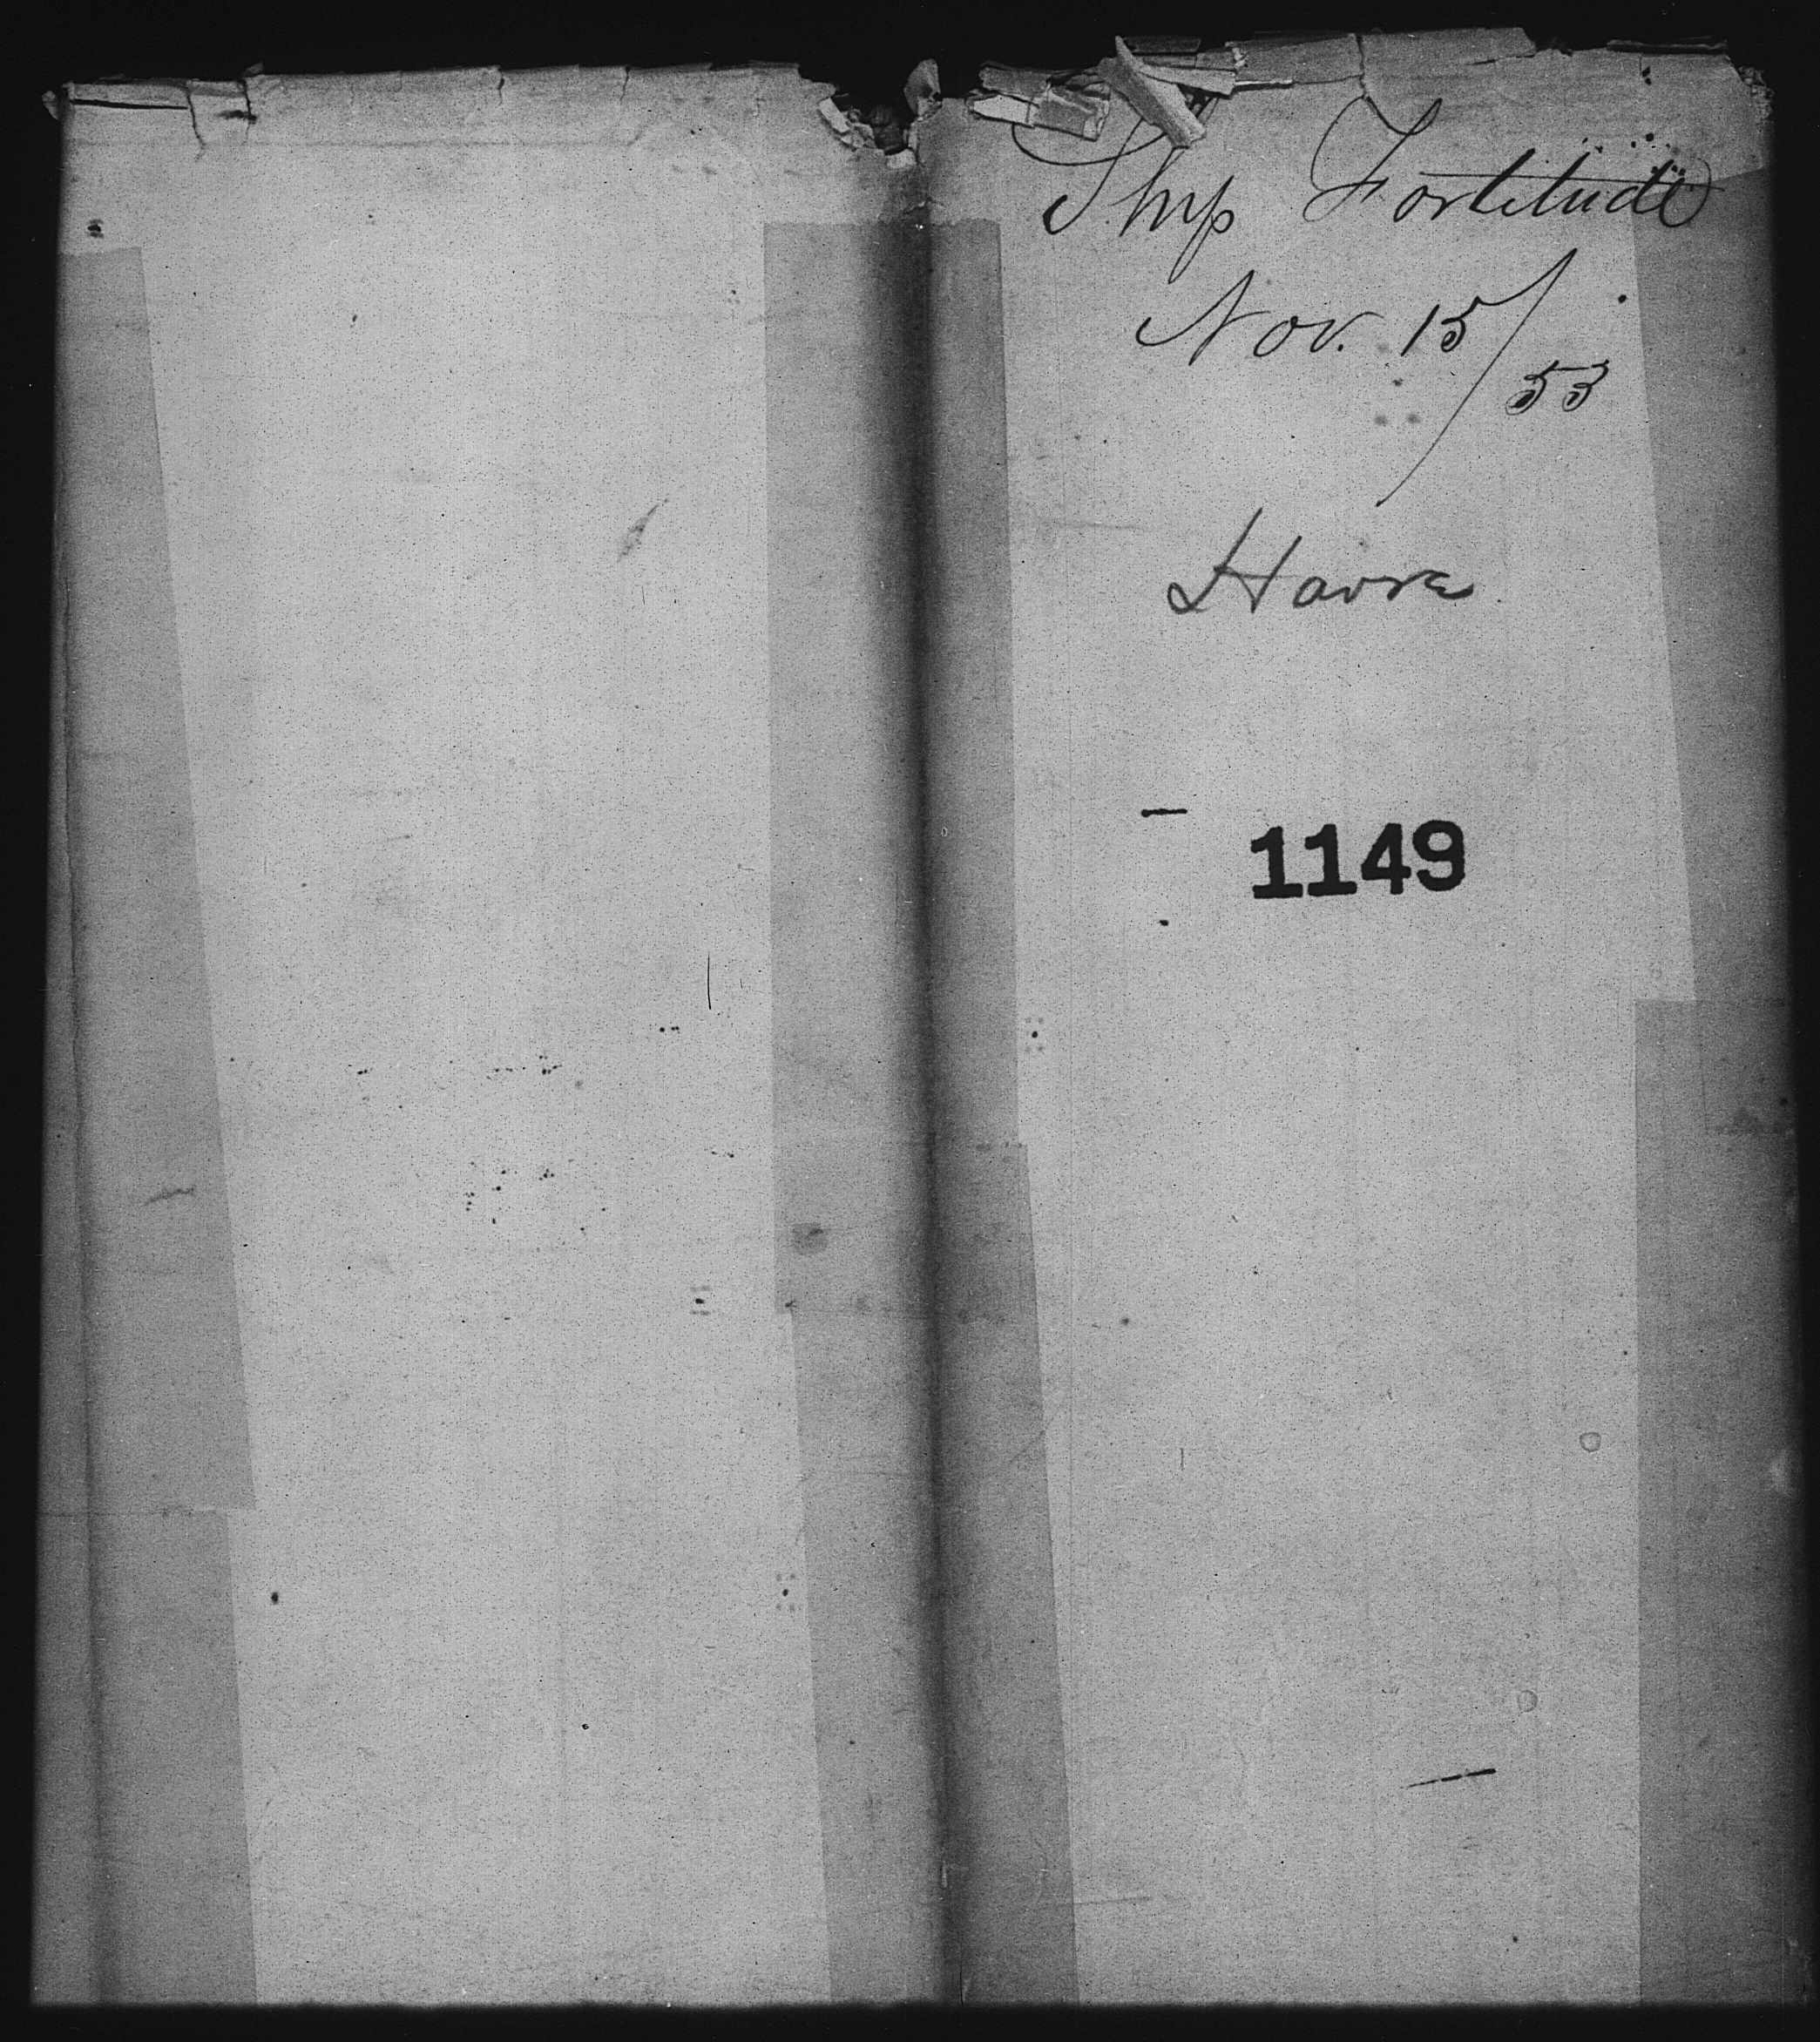 Ship Fortitude
Nov. 15/53
Havre
1149